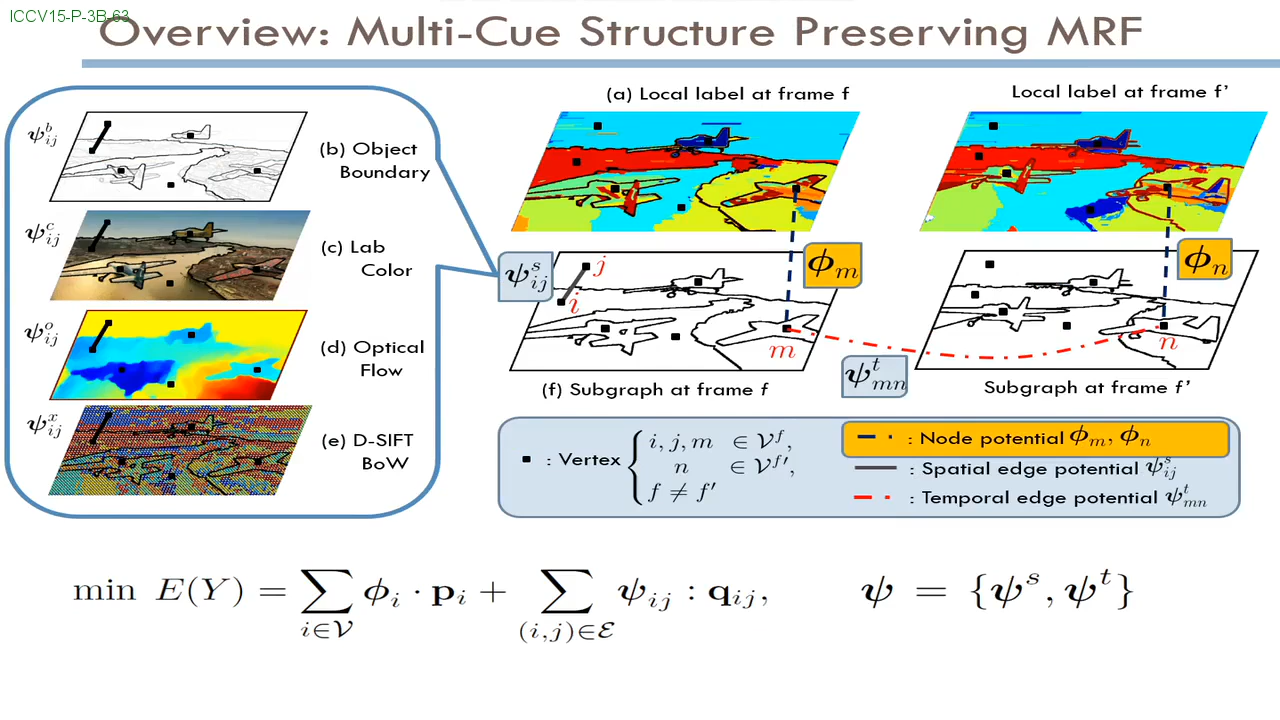 ICCV15-P-3B-63
Overview: Multi-Cue Structure Preserving MRF
(a) Local label at frame f
Local label at frame f'
ψ^b_ij
(b) Object
Boundary
ψ^c_ij
(c) Lab
Color
ψ^o_ij
(d) Optical
Flow
ψ^x_ij
(e) D-SIFT
BoW
ψ^s_ij
j
i
ϕ_m
ϕ_n
m
n
ψ^t_mn
(f) Subgraph at frame f
Subgraph at frame f'
: Vertex { i, j, m ∈ V^f,
n ∈ V^f',
f ≠ f'
: Node potential ϕ_m, ϕ_n
: Spatial edge potential ψ^s_ij
: Temporal edge potential ψ^t_mn
min E(Y) = ∑_{i∈V} ϕ_i · p_i + ∑_{(i,j)∈E} ψ_ij : q_ij, ψ = {ψ^s, ψ^t}